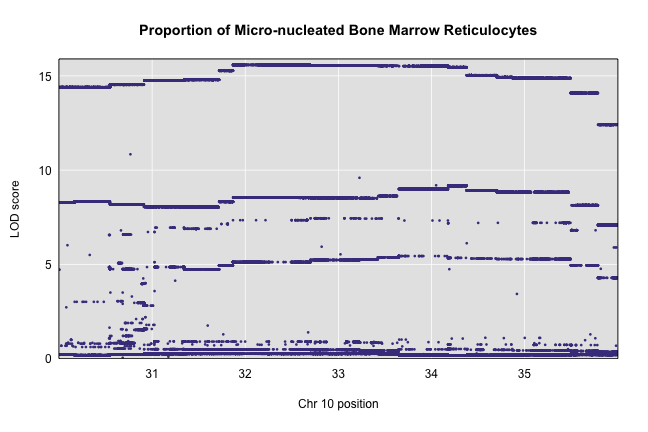 Proportion of Micro-nucleated Bone Marrow Reticulocytes
15
10
5
0
LOD score
31 32 33 34 35
Chr 10 position